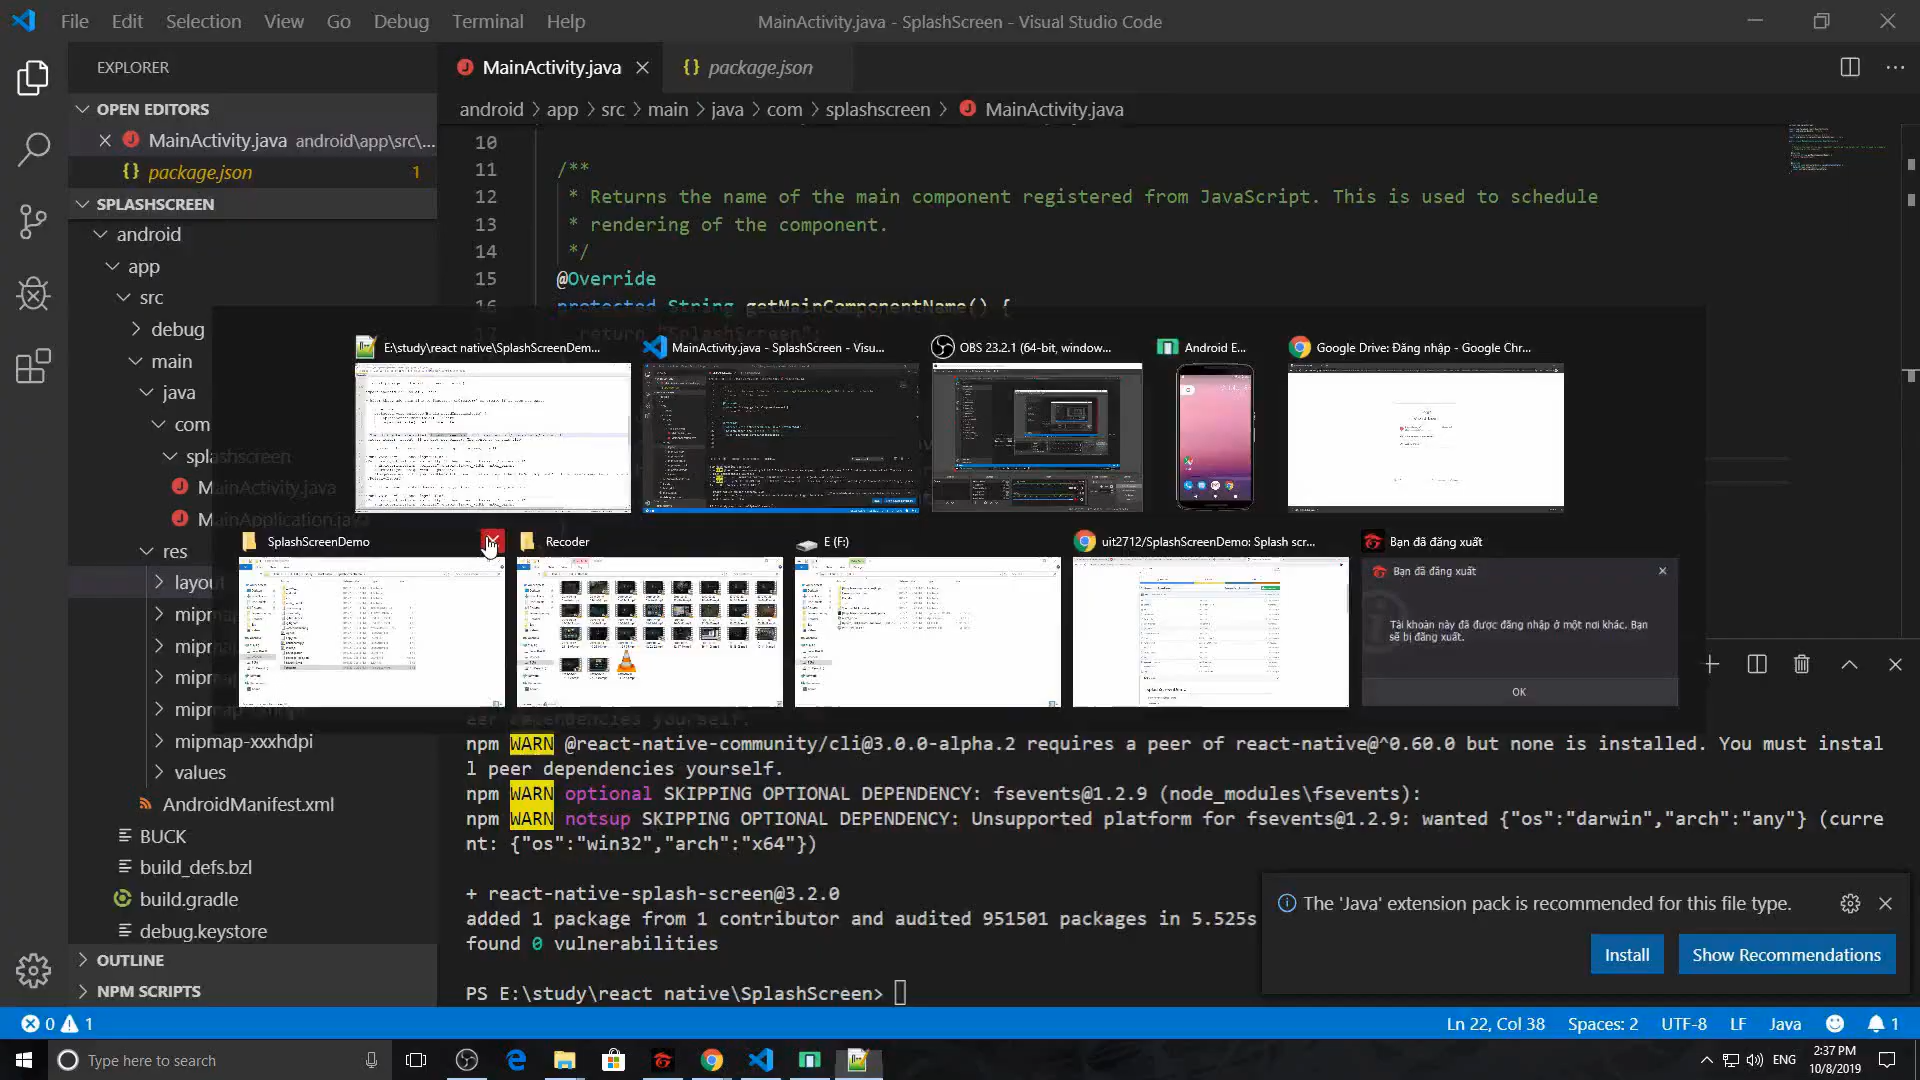 File Edit Selection View Go Debug Terminal Help
MainActivity.java - SplashScreen - Visual Studio Code
EXPLORER
OPEN EDITORS
MainActivity.java android\app\src\...
package.json 1
SPLASHSCREEN
android
app
src
debug
main
java
com
splashscreen
MainActivity.java
MainApplication.java
res
layou
mipm
mipm
mipm
mipmap-xxxhdpi
values
AndroidManifest.xml
BUCK
build_defs.bzl
build.gradle
debug.keystore
OUTLINE
NPM SCRIPTS
MainActivity.java
package.json
android > app > src > main > java > com > splashscreen > MainActivity.java
10
11 /**
12 * Returns the name of the main component registered from JavaScript. This is used to schedule
13 * rendering of the component.
14 */
15 @Override
16 protected String getMainComponentName() {
17 return "SplashScreen";
E:\study\react native\SplashScreenDem...
MainActivity.java - SplashScreen - Visu...
OBS 23.2.1 (64-bit, window...
Android E...
Google Drive: Đăng nhập - Google Chr...
SplashScreenDemo
Recoder
E (F:)
uit2712/SplashScreenDemo: Splash scr...
Bạn đã đăng xuất
Bạn đã đăng xuất
Tài khoản này đã được đăng nhập ở một nơi khác. Bạn
sẽ bị đăng xuất.
OK
eer dependencies yourself.
npm WARN @react-native-community/cli@3.0.0-alpha.2 requires a peer of react-native@^0.60.0 but none is installed. You must instal
l peer dependencies yourself.
npm WARN optional SKIPPING OPTIONAL DEPENDENCY: fsevents@1.2.9 (node_modules\fsevents):
npm WARN notsup SKIPPING OPTIONAL DEPENDENCY: Unsupported platform for fsevents@1.2.9: wanted {"os":"darwin","arch":"any"} (curre
nt: {"os":"win32","arch":"x64"})
+ react-native-splash-screen@3.2.0
added 1 package from 1 contributor and audited 951501 packages in 5.525s
found 0 vulnerabilities
PS E:\study\react native\SplashScreen>
The 'Java' extension pack is recommended for this file type.
Install
Show Recommendations
0 1
Ln 22, Col 38 Spaces: 2 UTF-8 LF Java 1
Type here to search
ENG
2:37 PM
10/8/2019